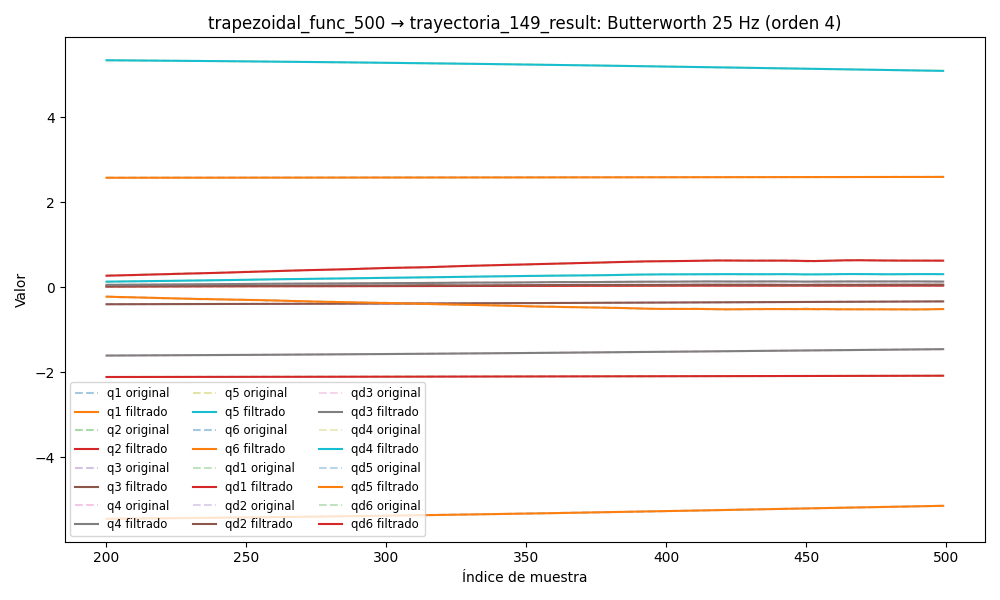 trapezoidal_func_500 → trayectoria_149_result: Butterworth 25 Hz (orden 4)
Valor
4
2
0
−2
−4
q1 original q5 original qd3 original
q1 filtrado q5 filtrado qd3 filtrado
q2 original q6 original qd4 original
q2 filtrado q6 filtrado qd4 filtrado
q3 original qd1 original qd5 original
q3 filtrado qd1 filtrado qd5 filtrado
q4 original qd2 original qd6 original
q4 filtrado qd2 filtrado qd6 filtrado
200 250 300 350 400 450 500
Índice de muestra